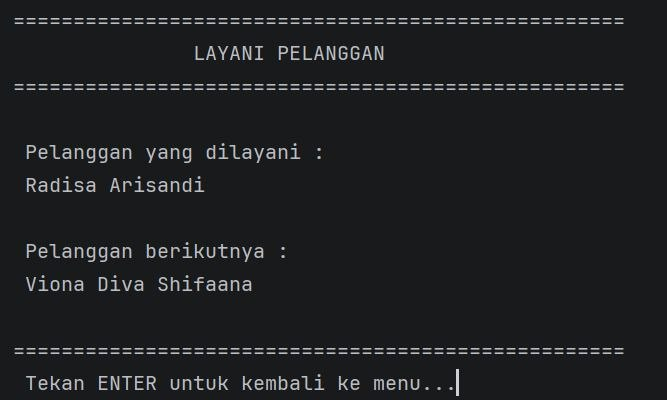 ===================================================
LAYANI PELANGGAN
===================================================
Pelanggan yang dilayani :
Radisa Arisandi
Pelanggan berikutnya :
Viona Diva Shifaana
===================================================
Tekan ENTER untuk kembali ke menu...